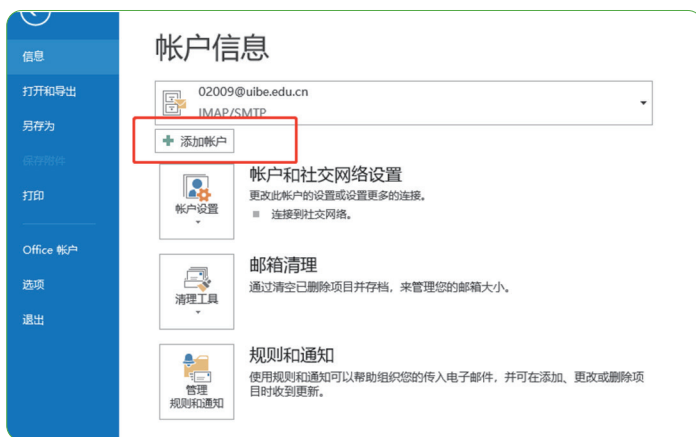 帐户信息
信息
打开和导出
另存为
保存附件
打印
Office 帐户
选项
退出
02009@uibe.edu.cn
IMAP/SMTP
添加帐户
帐户设置
帐户和社交网络设置
更改此帐户的设置或设置更多的连接。
连接到社交网络。
清理工具
邮箱清理
通过清空已删除项目并存档，来管理您的邮箱大小。
管理
规则和通知
规则和通知
使用规则和通知可以帮助组织您的传入电子邮件，并可在添加、更改或删除项
目时收到更新。